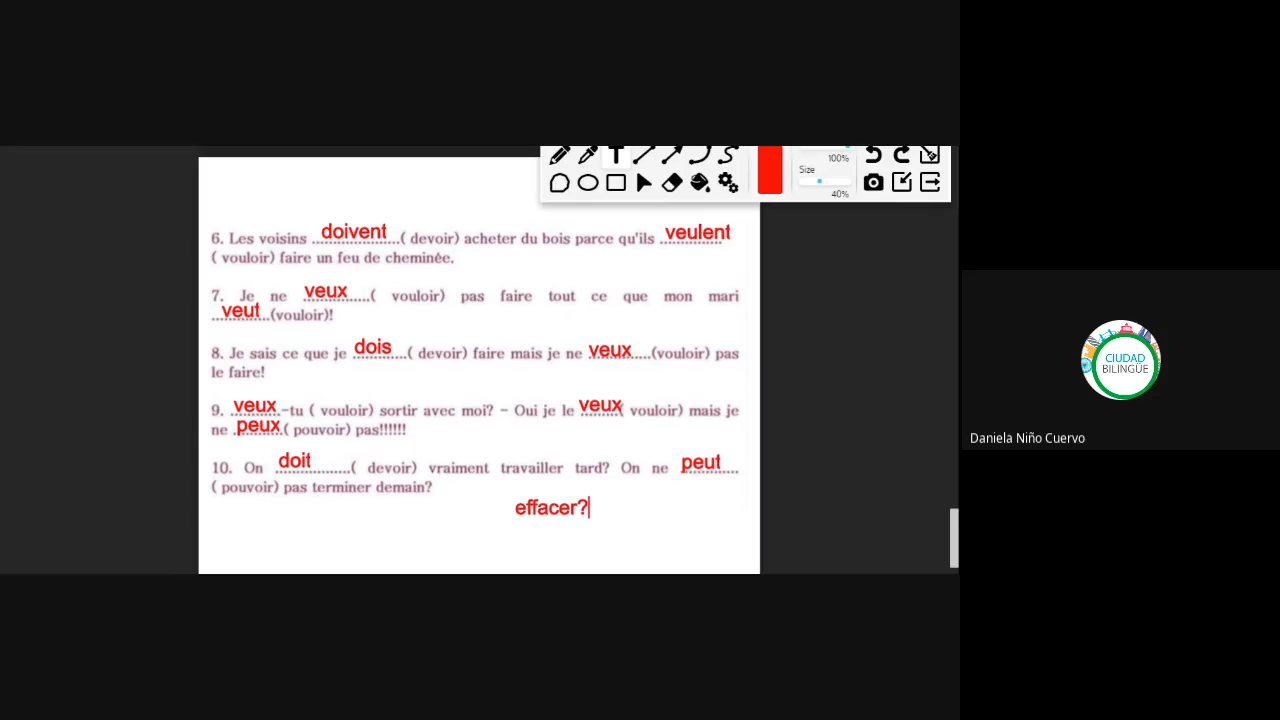 100%
Size
40%
6. Les voisins doivent ( devoir) acheter du bois parce qu'ils veulent
( vouloir) faire un feu de cheminée.
7. Je ne veux ( vouloir) pas faire tout ce que mon mari
veut (vouloir)!
8. Je sais ce que je dois ( devoir) faire mais je ne veux (vouloir) pas
le faire!
9. veux -tu ( vouloir) sortir avec moi? - Oui je le veux ( vouloir) mais je
ne peux ( pouvoir) pas!!!!!!
10. On doit ( devoir) vraiment travailler tard? On ne peut
( pouvoir) pas terminer demain?
effacer?
CIUDAD
BILINGÜE
Daniela Niño Cuervo